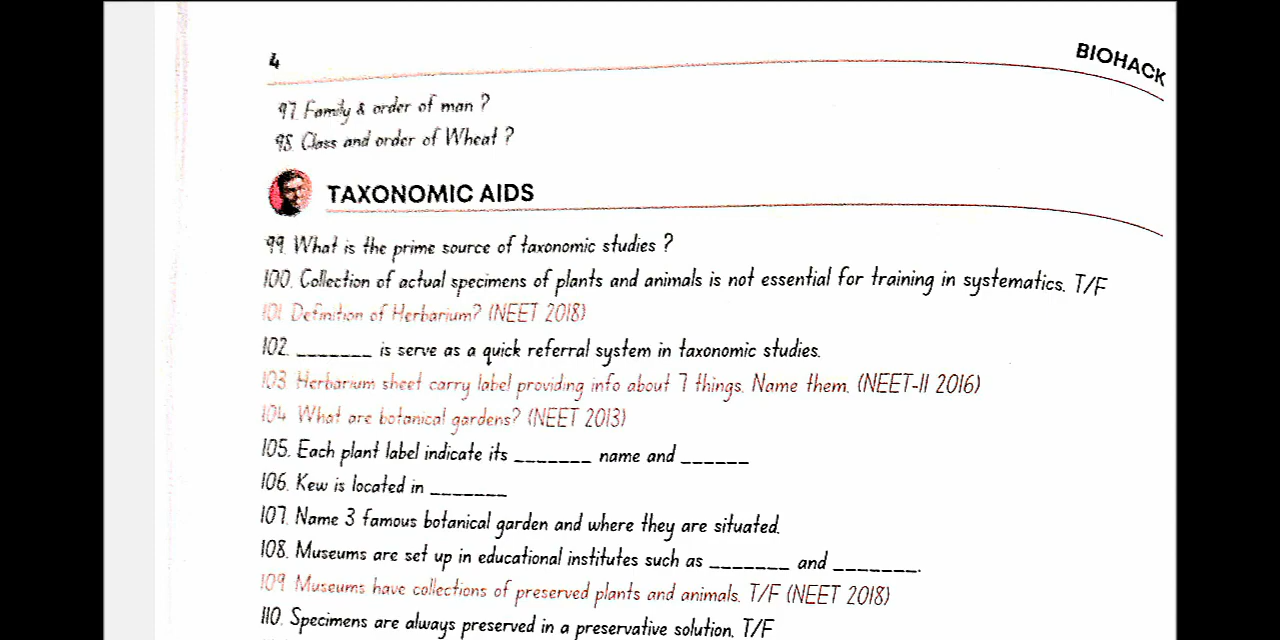 4
BIOHACK
97. Family & order of man ?
98. Class and order of Wheat ?
TAXONOMIC AIDS
99. What is the prime source of taxonomic studies ?
100. Collection of actual specimens of plants and animals is not essential for training in systematics. T/F
101. Definition of Herbarium? (NEET 2018)
102. _______ is serve as a quick referral system in taxonomic studies.
103. Herbarium sheet carry label providing info about 7 things. Name them. (NEET-II 2016)
104. What are botanical gardens? (NEET 2013)
105. Each plant label indicate its _______ name and ______
106. Kew is located in _______
107. Name 3 famous botanical garden and where they are situated.
108. Museums are set up in educational institutes such as _______ and _______.
109. Museums have collections of preserved plants and animals. T/F (NEET 2018)
110. Specimens are always preserved in a preservative solution. T/F